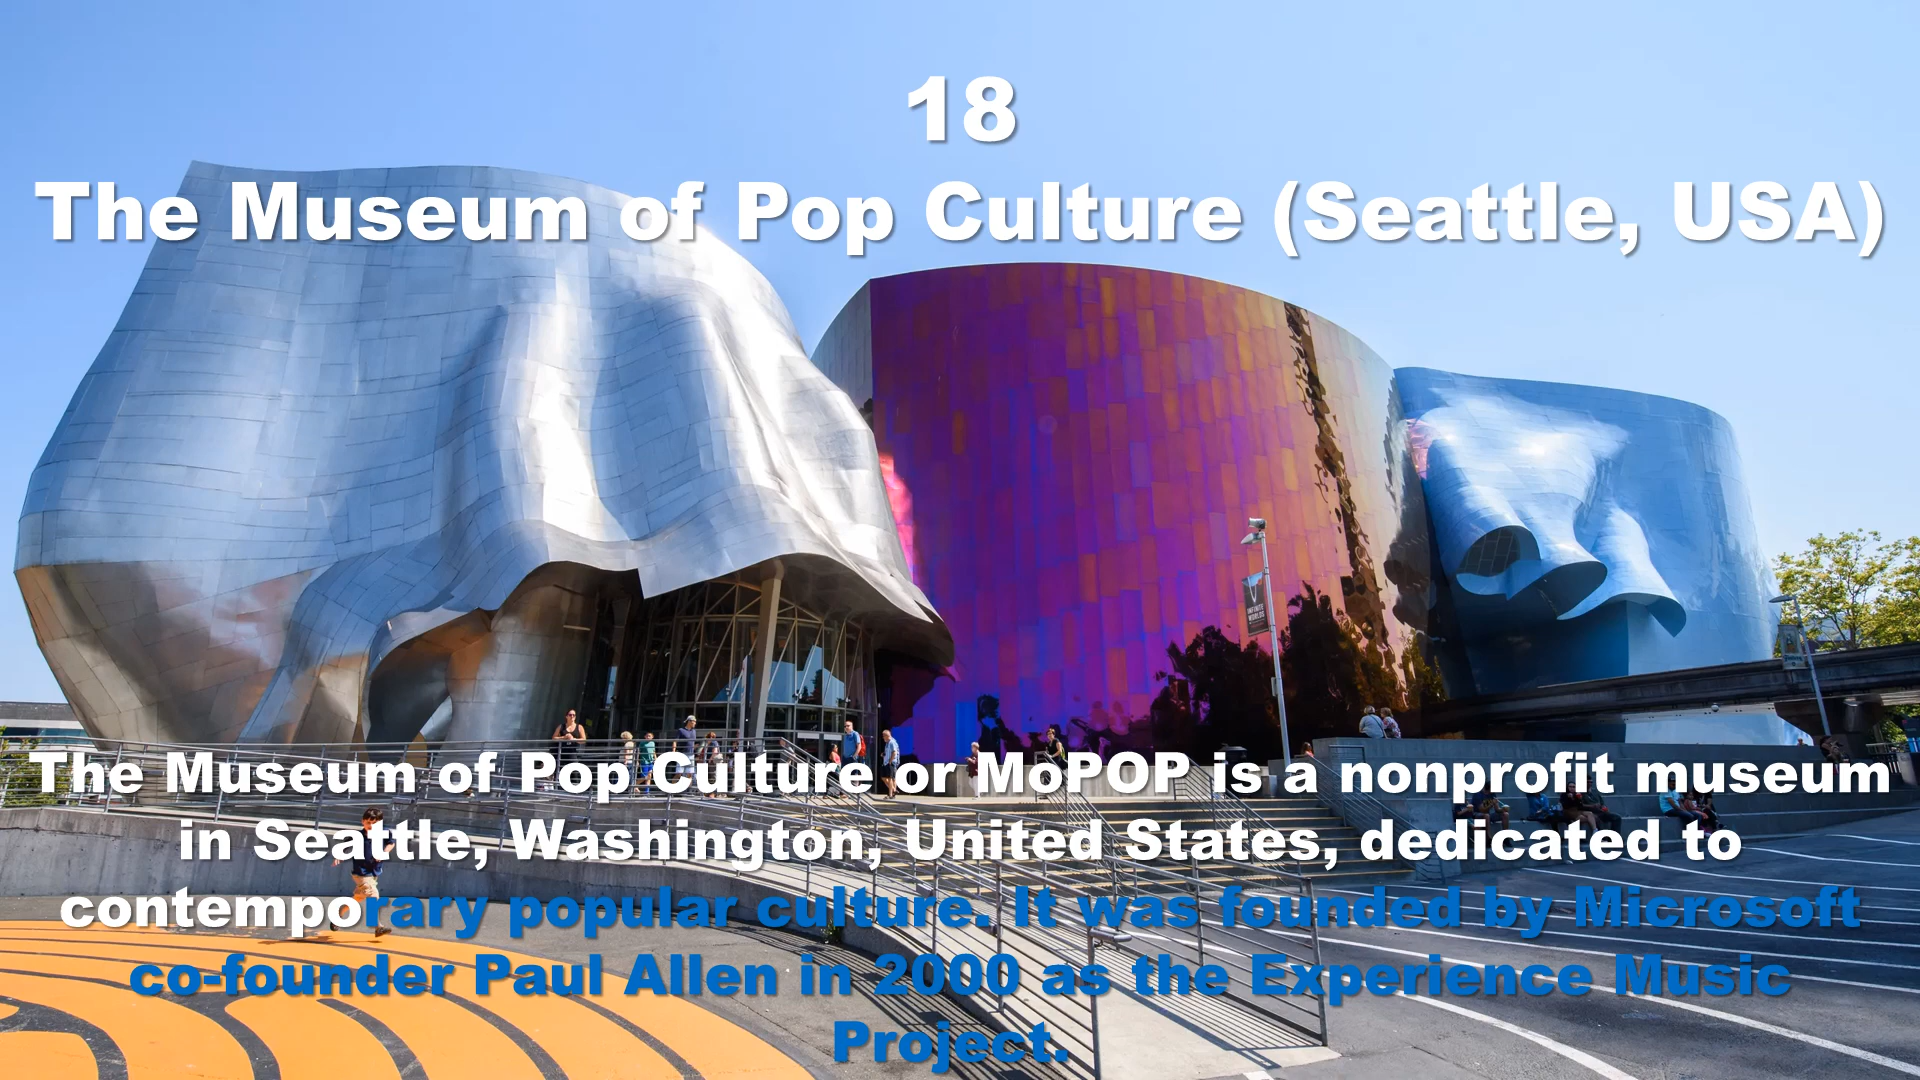 18
The Museum of Pop Culture (Seattle, USA)
INFINITE
WORLDS
The Museum of Pop Culture or MoPOP is a nonprofit museum
in Seattle, Washington, United States, dedicated to
contemporary popular culture. It was founded by Microsoft
co-founder Paul Allen in 2000 as the Experience Music
Project.